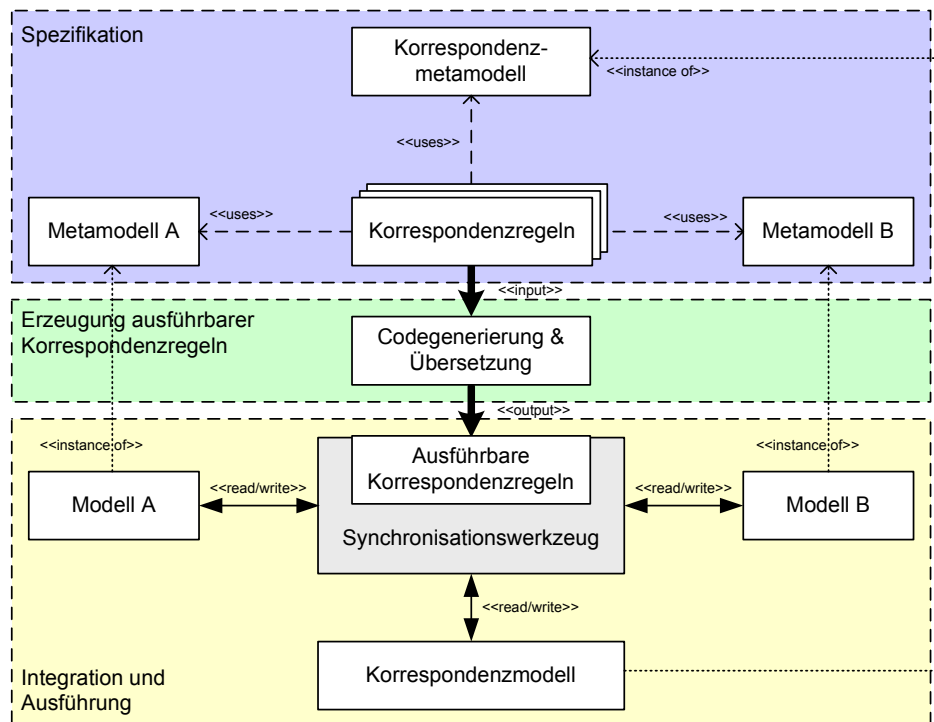 Spezifikation
Korrespondenz-
metamodell
<<instance of>>
<<uses>>
Metamodell A
<<uses>>
Korrespondenzregeln
<<uses>>
Metamodell B
<<input>>
Erzeugung ausführbarer
Korrespondenzregeln
Codegenerierung &
Übersetzung
<<output>>
<<instance of>>
<<instance of>>
Ausführbare
Korrespondenzregeln
Modell A
<<read/write>>
<<read/write>>
Modell B
Synchronisationswerkzeug
<<read/write>>
Korrespondenzmodell
Integration und
Ausführung